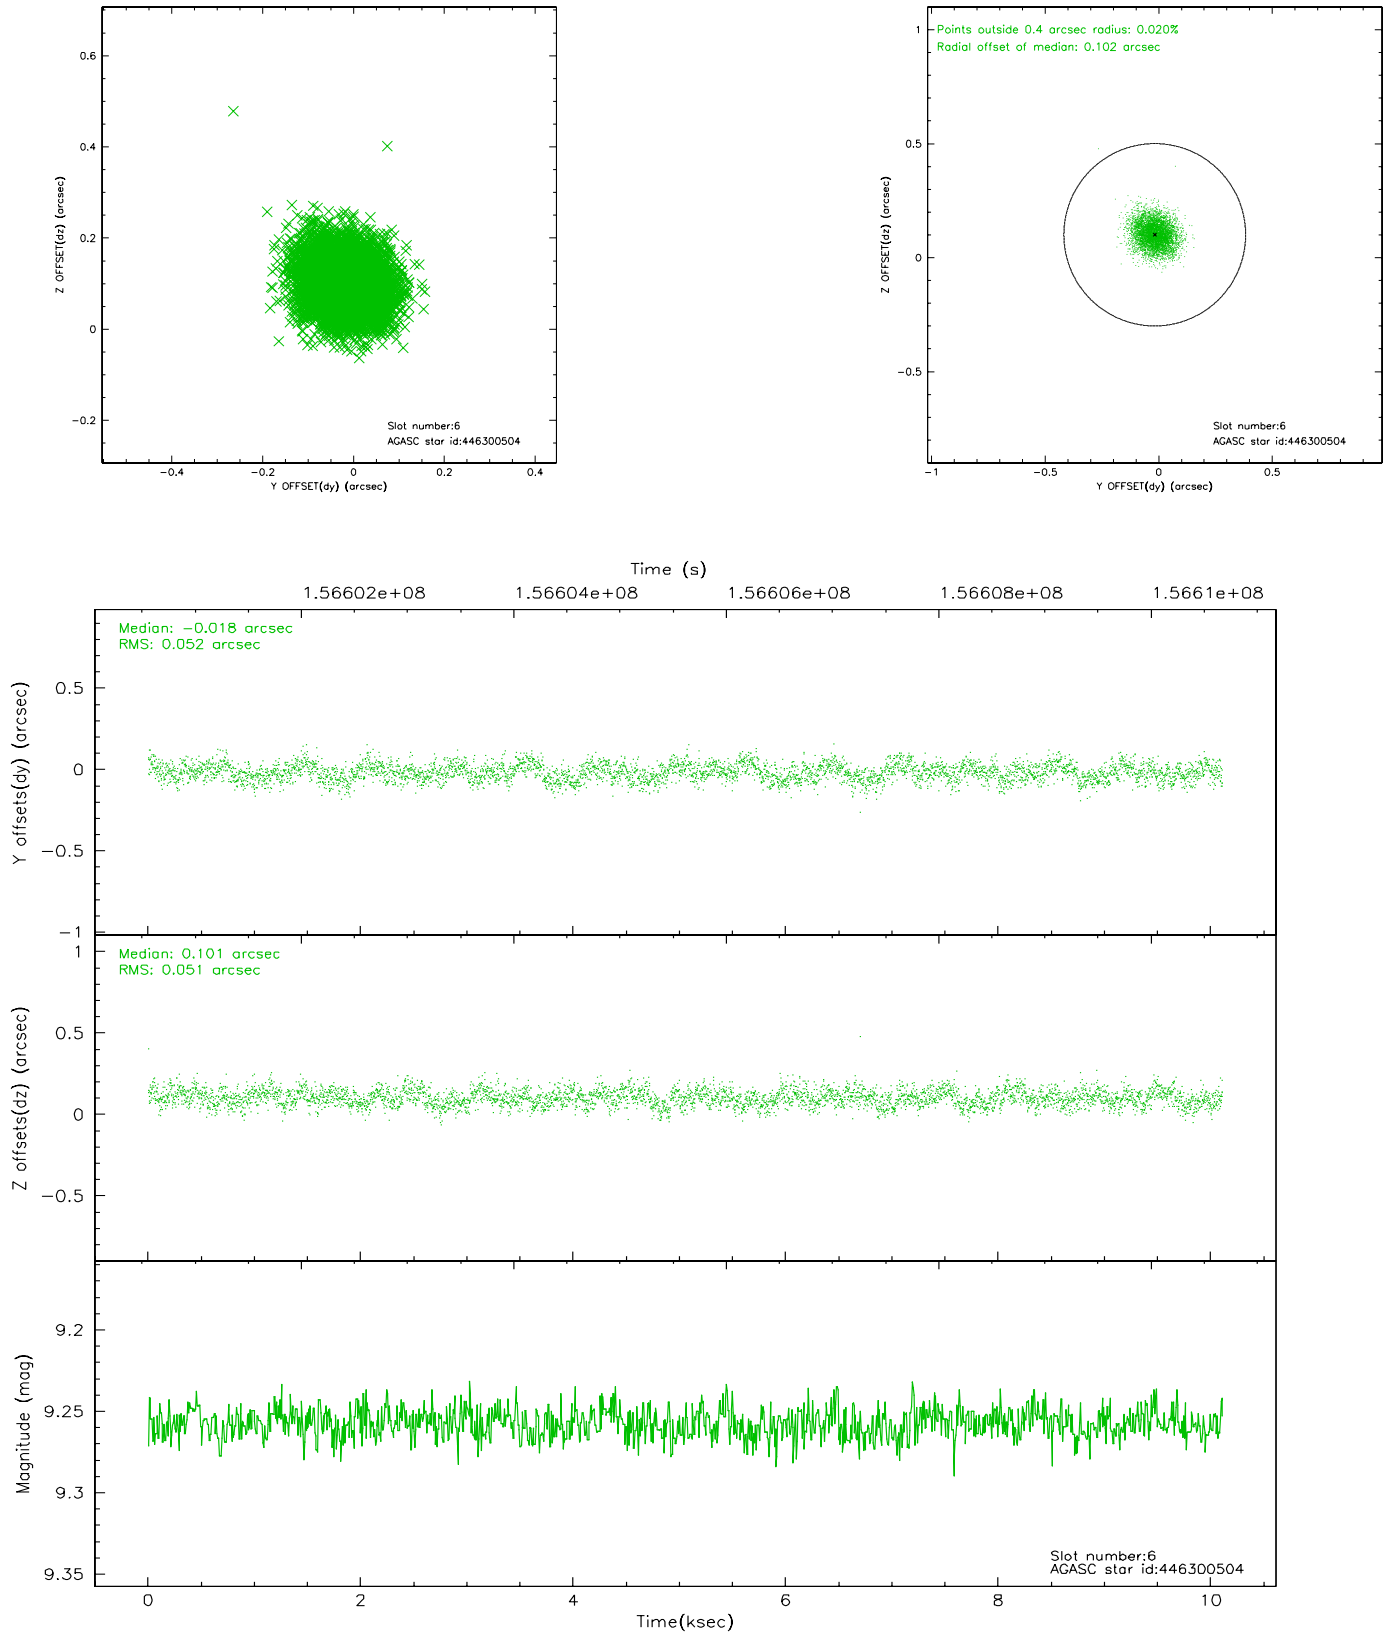 0.6
0.4
0.2
0
−0.2
Z OFFSET(dz) (arcsec)
Slot number:6
AGASC star id:446300504
−0.4
−0.2
0
0.2
0.4
Y OFFSET(dy) (arcsec)
Points outside 0.4 arcsec radius: 0.020%
Radial offset of median: 0.102 arcsec
1
0.5
0
−0.5
Z OFFSET(dz) (arcsec)
Slot number:6
AGASC star id:446300504
−1
−0.5
0
0.5
Y OFFSET(dy) (arcsec)
Time (s)
1.56602e+08
1.56604e+08
1.56606e+08
1.56608e+08
1.5661e+08
Median: −0.018 arcsec
RMS: 0.052 arcsec
0.5
0
−0.5
−1
Y offsets(dy) (arcsec)
Median: 0.101 arcsec
RMS: 0.051 arcsec
1
0.5
0
−0.5
Z offsets(dz) (arcsec)
9.2
9.25
9.3
9.35
Magnitude (mag)
Slot number:6
AGASC star id:446300504
0
2
4
6
8
10
Time(ksec)